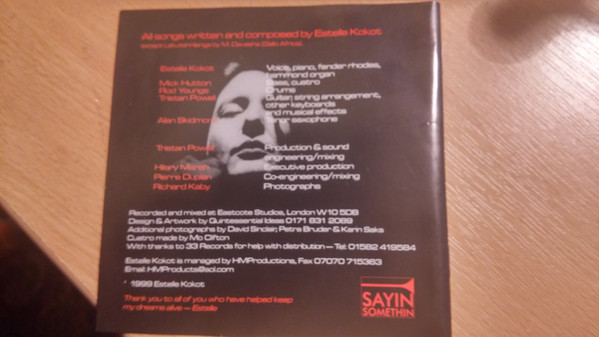 All songs written and composed by Estelle Kokot
Estelle Kokot Voice, piano, fender rhodes,
hammond organ
Mick Hutton Bass, cuatro
Rod Youngs Drums
Tristan Powell Guitar, string arrangement,
other keyboards
and musical effects
Alan Skidmore Tenor saxophone
Tristan Powell Production & sound
engineering/mixing
Hilary Executive production
Pierre Co-engineering/mixing
Richard Kaby Photographs
Recorded and mixed at Eastcote Studios, London W10 5DB
Design & Artwork by Quintessential Ideas 0171 831 2089
Additional photographs by David Sinclair, Petra Bruder & Karin Saks
Cuatro made by Mo Clifton
With thanks to 33 Records for help with distribution — Tel: 01582 419584
Estelle Kokot is managed by HMProductions, Fax 07070 715363
Email: HMProducts@aol.com
1999 Estelle Kokot
Thank you to all of you who have helped keep
my dreams alive — Estelle
SAYIN
SOMETHIN